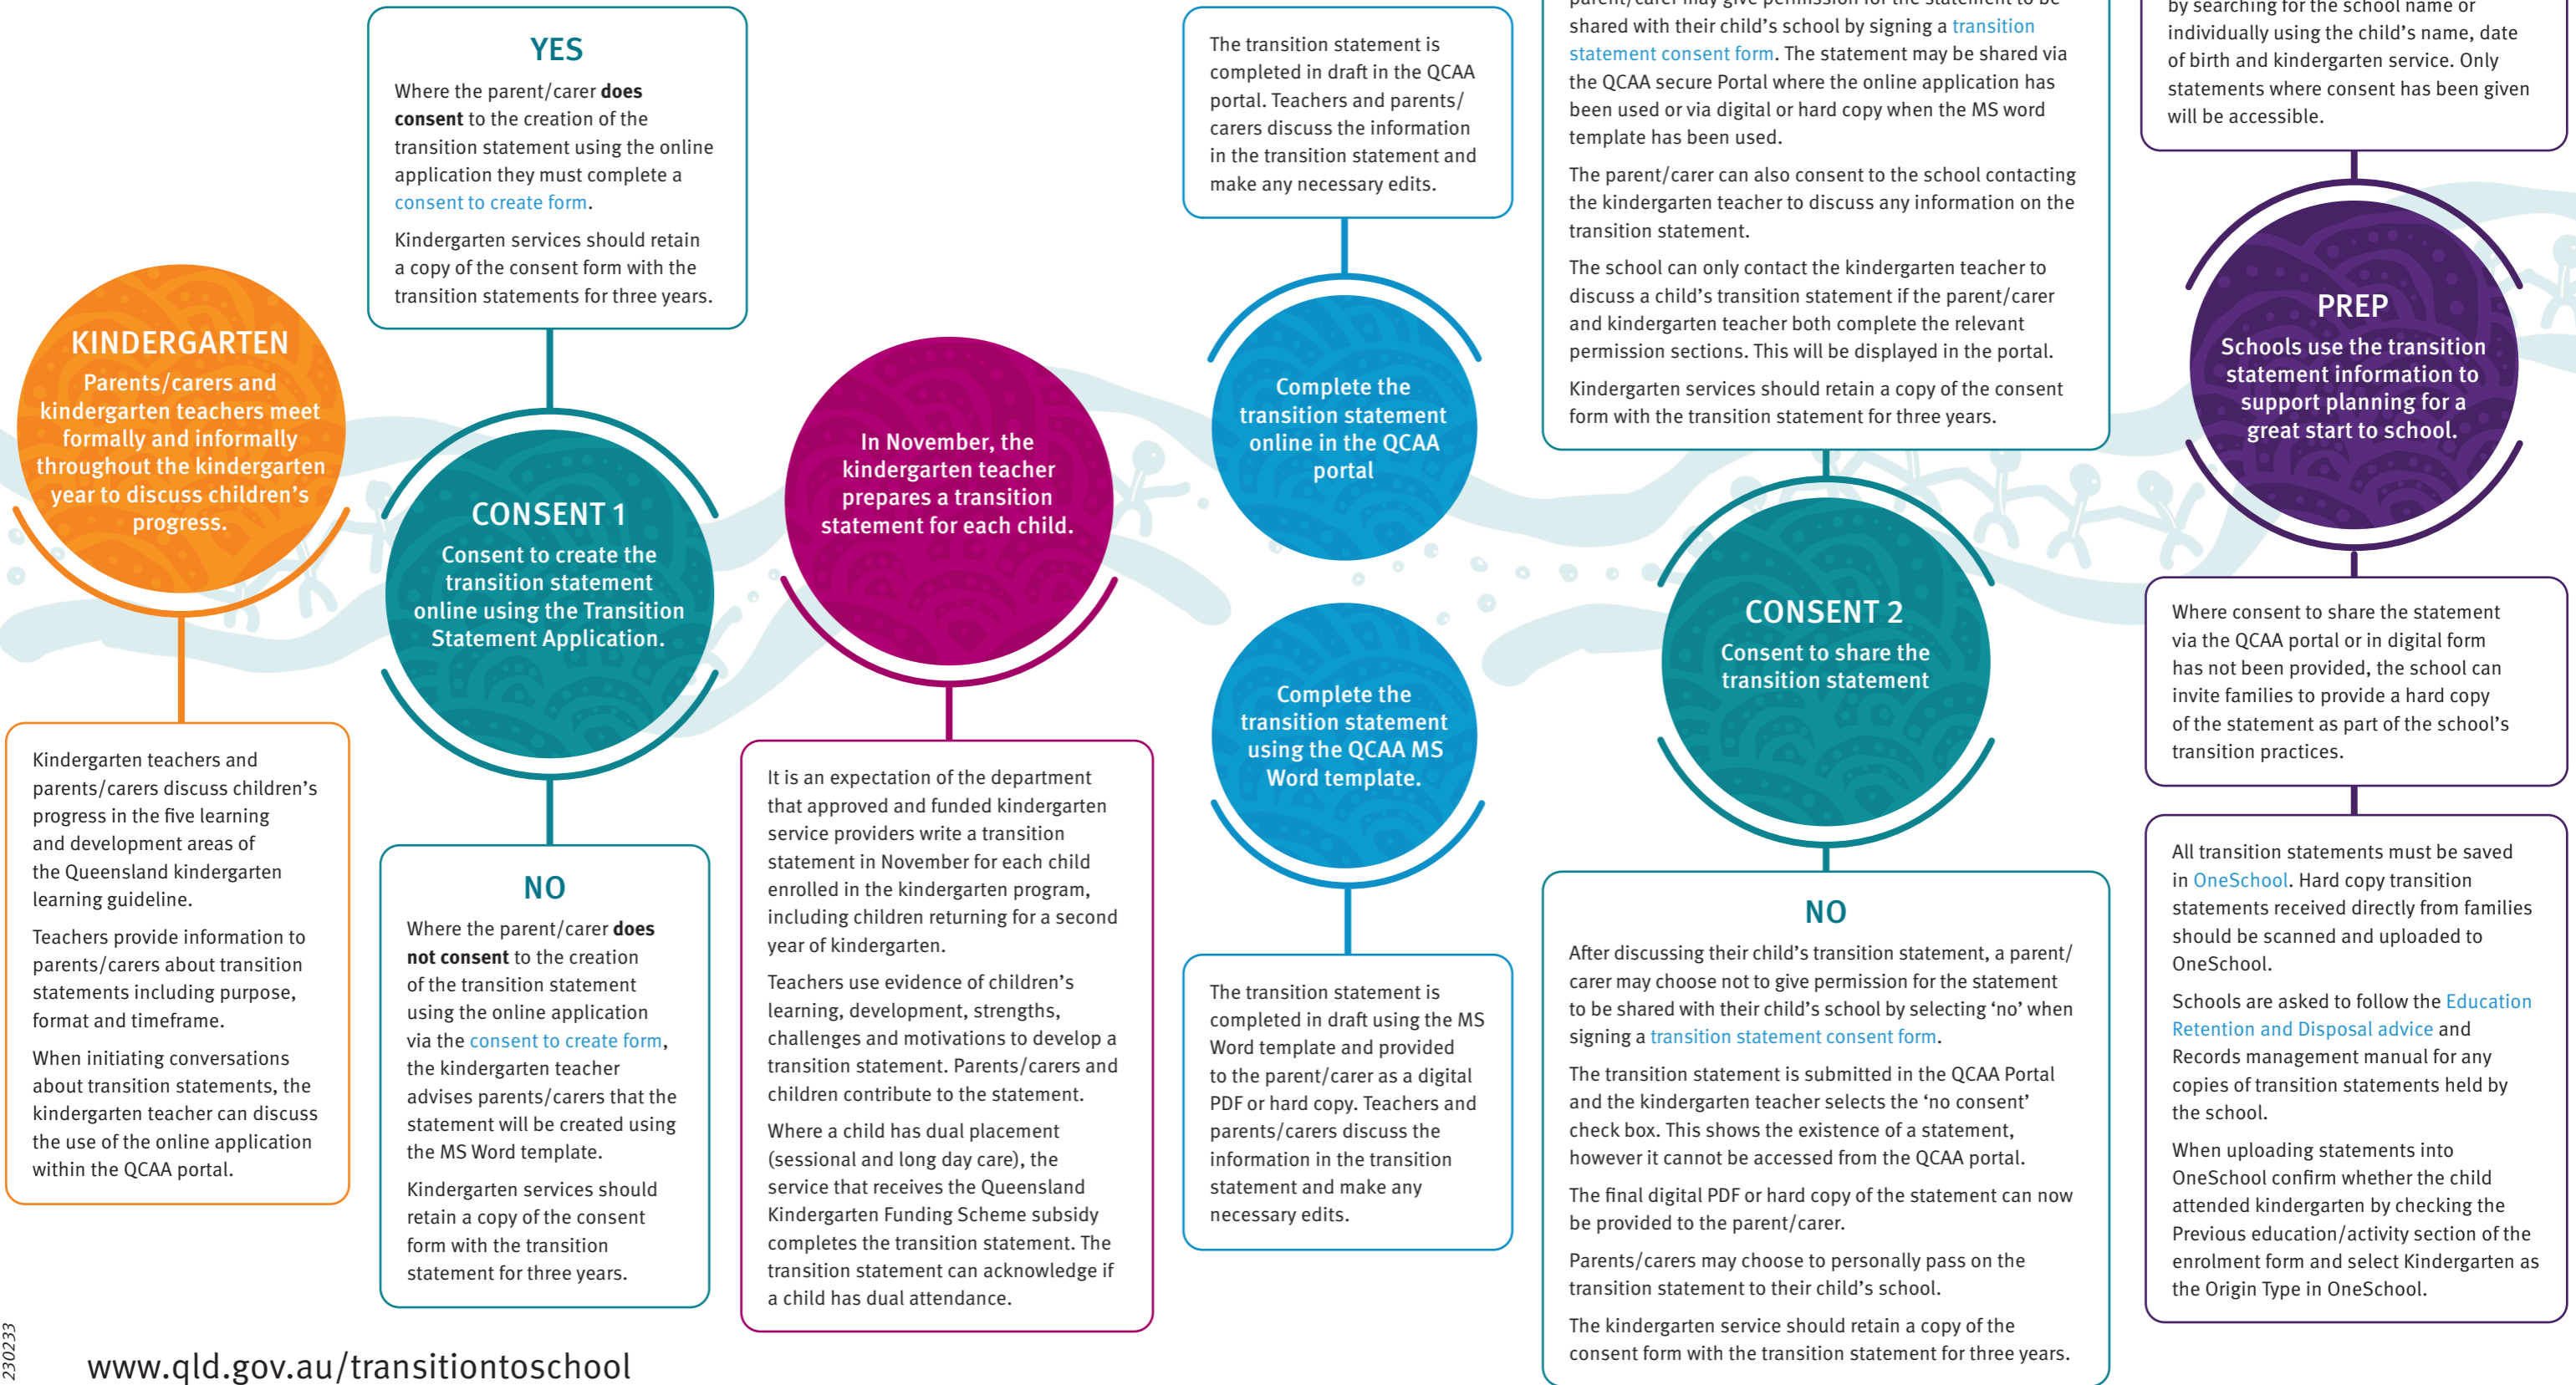 KINDERGARTEN
Parents/carers and
kindergarten teachers meet
formally and informally
throughout the kindergarten
year to discuss children's
progress.
Kindergarten teachers and
parents/carers discuss children's
progress in the five learning
and development areas of
the Queensland kindergarten
learning guideline.
Teachers provide information to
parents/carers about transition
statements including purpose,
format and timeframe.
When initiating conversations
about transition statements, the
kindergarten teacher can discuss
the use of the online application
within the QCAA portal.
YES
Where the parent/carer does
consent to the creation of the
transition statement using the online
application they must complete a
consent to create form.
Kindergarten services should retain
a copy of the consent form with the
transition statements for three years.
CONSENT 1
Consent to create the
transition statement
online using the Transition
Statement Application.
NO
Where the parent/carer does
not consent to the creation
of the transition statement
using the online application
via the consent to create form,
the kindergarten teacher
advises parents/carers that the
statement will be created using
the MS Word template.
Kindergarten services should
retain a copy of the consent
form with the transition
statement for three years.
In November, the
kindergarten teacher
prepares a transition
statement for each child.
It is an expectation of the department
that approved and funded kindergarten
service providers write a transition
statement in November for each child
enrolled in the kindergarten program,
including children returning for a second
year of kindergarten.
Teachers use evidence of children's
learning, development, strengths,
challenges and motivations to develop a
transition statement. Parents/carers and
children contribute to the statement.
Where a child has dual placement
(sessional and long day care), the
service that receives the Queensland
Kindergarten Funding Scheme subsidy
completes the transition statement. The
transition statement can acknowledge if
a child has dual attendance.
The transition statement is
completed in draft in the QCAA
portal. Teachers and parents/
carers discuss the information
in the transition statement and
make any necessary edits.
Complete the
transition statement
online in the QCAA
portal
Complete the
transition statement
using the QCAA MS
Word template.
The transition statement is
completed in draft using the MS
Word template and provided
to the parent/carer as a digital
PDF or hard copy. Teachers and
parents/carers discuss the
information in the transition
statement and make any
necessary edits.
parent/carer may give permission for the statement to be
shared with their child's school by signing a transition
statement consent form. The statement may be shared via
the QCAA secure Portal where the online application has
been used or via digital or hard copy when the MS word
template has been used.
The parent/carer can also consent to the school contacting
the kindergarten teacher to discuss any information on the
transition statement.
The school can only contact the kindergarten teacher to
discuss a child's transition statement if the parent/carer
and kindergarten teacher both complete the relevant
permission sections. This will be displayed in the portal.
Kindergarten services should retain a copy of the consent
form with the transition statement for three years.
CONSENT 2
Consent to share the
transition statement
NO
After discussing their child's transition statement, a parent/
carer may choose not to give permission for the statement
to be shared with their child's school by selecting 'no' when
signing a transition statement consent form.
The transition statement is submitted in the QCAA Portal
and the kindergarten teacher selects the 'no consent'
check box. This shows the existence of a statement,
however it cannot be accessed from the QCAA portal.
The final digital PDF or hard copy of the statement can now
be provided to the parent/carer.
Parents/carers may choose to personally pass on the
transition statement to their child's school.
The kindergarten service should retain a copy of the
consent form with the transition statement for three years.
by searching for the school name or
individually using the child's name, date
of birth and kindergarten service. Only
statements where consent has been given
will be accessible.
PREP
Schools use the transition
statement information to
support planning for a
great start to school.
Where consent to share the statement
via the QCAA portal or in digital form
has not been provided, the school can
invite families to provide a hard copy
of the statement as part of the school's
transition practices.
All transition statements must be saved
in OneSchool. Hard copy transition
statements received directly from families
should be scanned and uploaded to
OneSchool.
Schools are asked to follow the Education
Retention and Disposal advice and
Records management manual for any
copies of transition statements held by
the school.
When uploading statements into
OneSchool confirm whether the child
attended kindergarten by checking the
Previous education/activity section of the
enrolment form and select Kindergarten as
the Origin Type in OneSchool.
230233
www.qld.gov.au/transitiontoschool